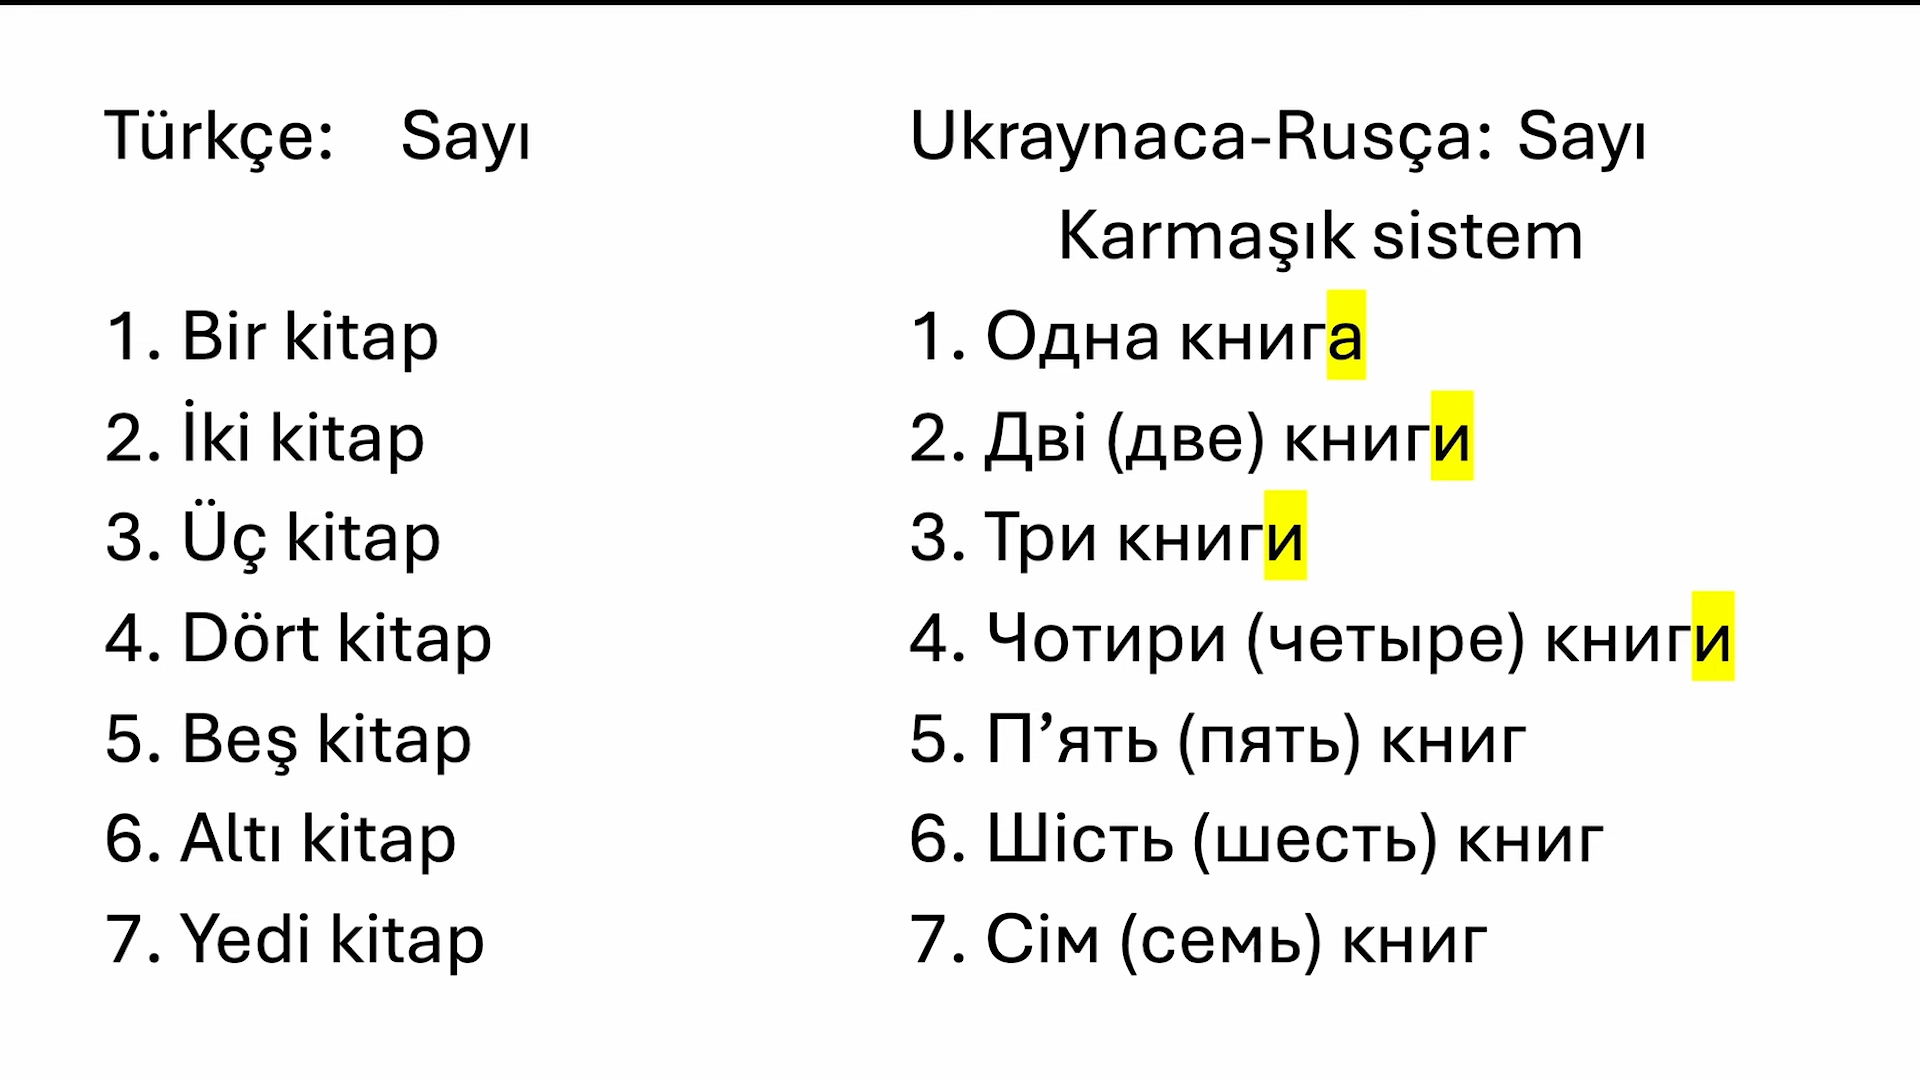 Türkçe: Sayı
1. Bir kitap
2. İki kitap
3. Üç kitap
4. Dört kitap
5. Beş kitap
6. Altı kitap
7. Yedi kitap
Ukraynaca-Rusça: Sayı
Karmaşık sistem
1. Одна книга
2. Дві (две) книги
3. Три книги
4. Чотири (четыре) книги
5. П’ять (пять) книг
6. Шість (шесть) книг
7. Сім (семь) книг